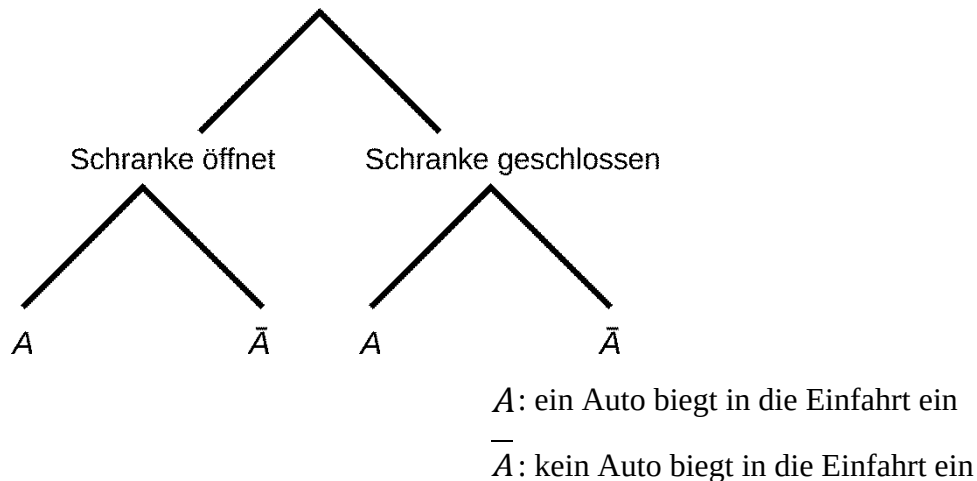 Schranke öffnet Schranke geschlossen
A Ā A Ā
A: ein Auto biegt in die Einfahrt ein
Ā: kein Auto biegt in die Einfahrt ein